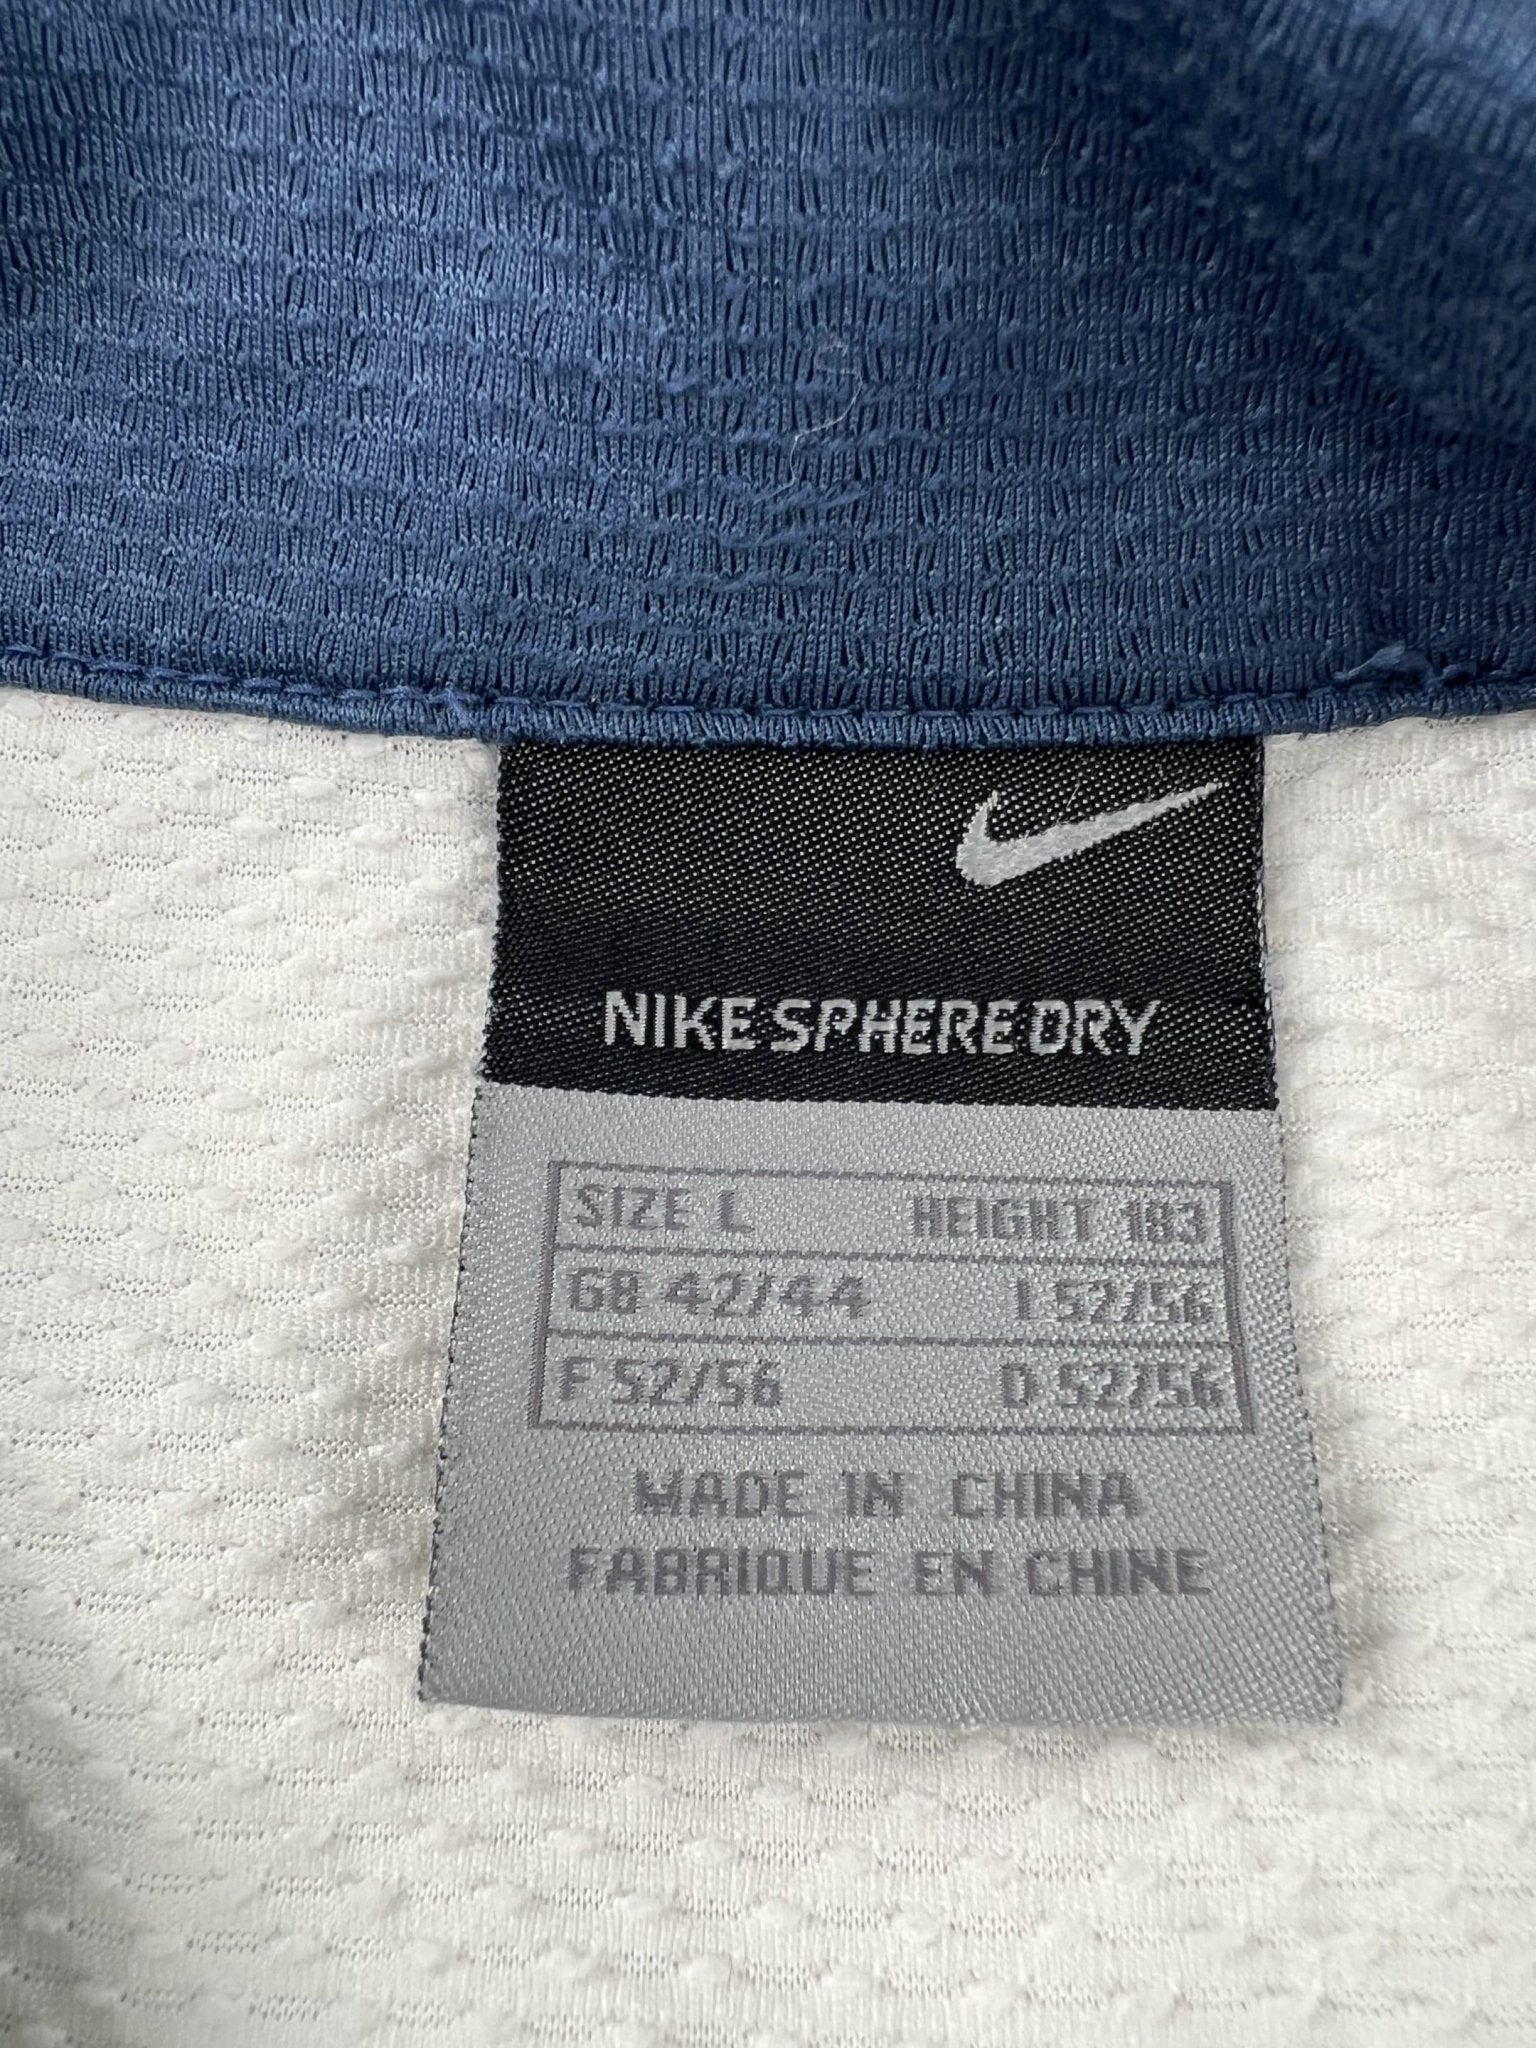 NIKE SPHERE DRY
SIZE L HEIGHT 183
GB 42/44 I 52/56
F 52/56 D 52/56
MADE IN CHINA
FABRIQUE EN CHINE